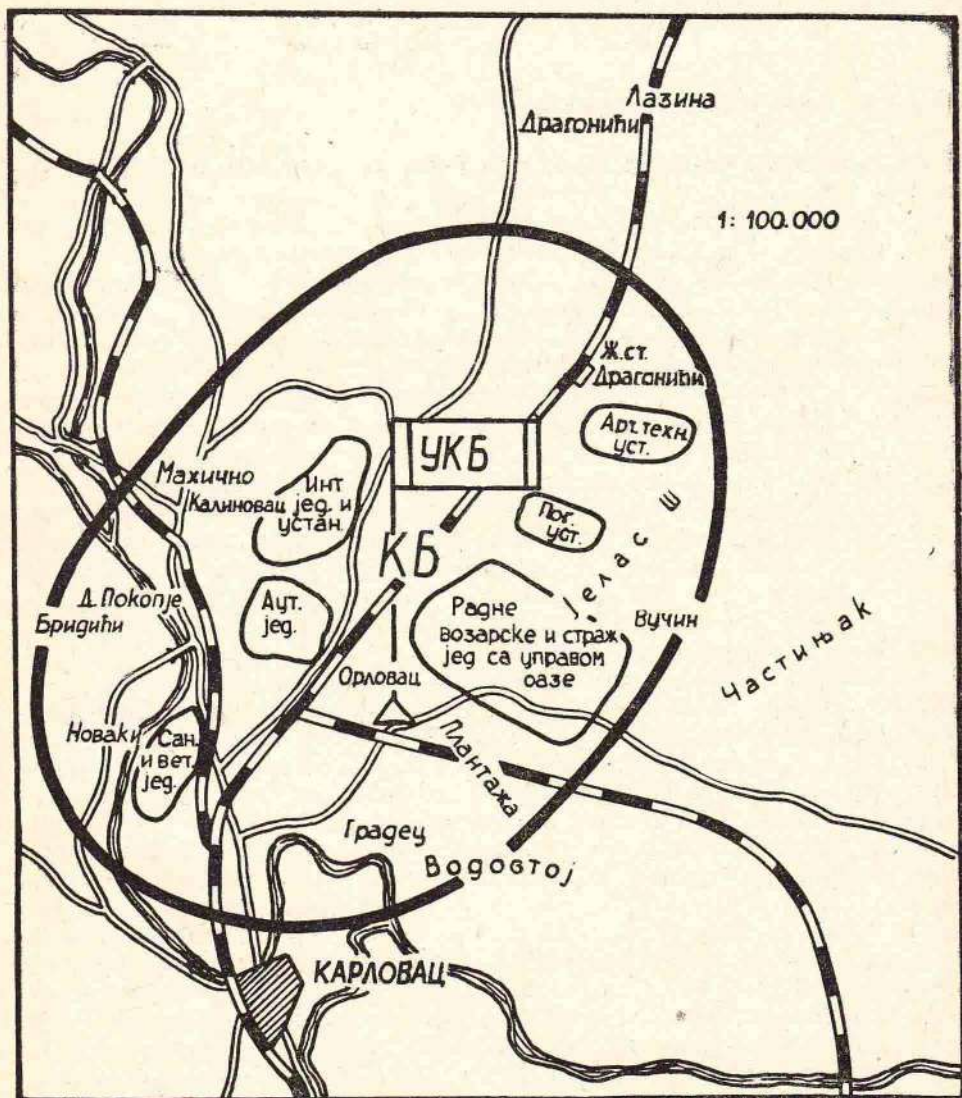 Лазина
Драгонићи
1: 100.000
Ж.ст.
Драгонићи
Арт.техн.
уст.
УКБ
Махично
Калиновац
Инт
јед. и
устан.
Пог.
уст.
КБ
Јелаш
Д. Покопје
Бридићи
Аут.
јед.
Радне
возарске и страж
јед са управом
оазе
Вучин
Частињак
Орловац
Новаки
Сан.
и вет.
јед.
Плантажа
Градец
Водостој
КАРЛОВАЦ